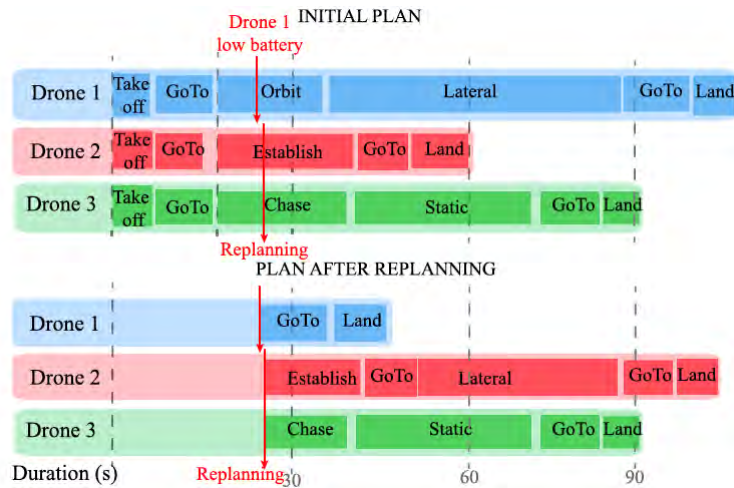 INITIAL PLAN
Drone 1
low battery
Drone 1
Take
off
GoTo
Orbit
Lateral
GoTo
Land
Drone 2
Take
off
GoTo
Establish
GoTo
Land
Drone 3
Take
off
GoTo
Chase
Static
GoTo
Land
Replanning
PLAN AFTER REPLANNING
Drone 1
GoTo
Land
Drone 2
Establish
GoTo
Lateral
GoTo
Land
Drone 3
Chase
Static
GoTo
Land
Duration (s)
Replanning
30
60
90